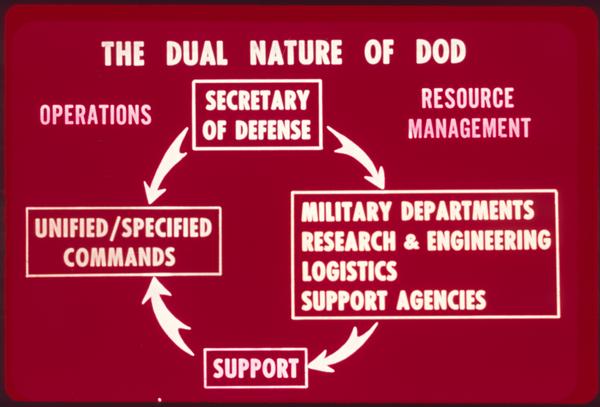 THE DUAL NATURE OF DOD
OPERATIONS
SECRETARY
OF DEFENSE
RESOURCE
MANAGEMENT
UNIFIED/SPECIFIED
COMMANDS
MILITARY DEPARTMENTS
RESEARCH & ENGINEERING
LOGISTICS
SUPPORT AGENCIES
SUPPORT